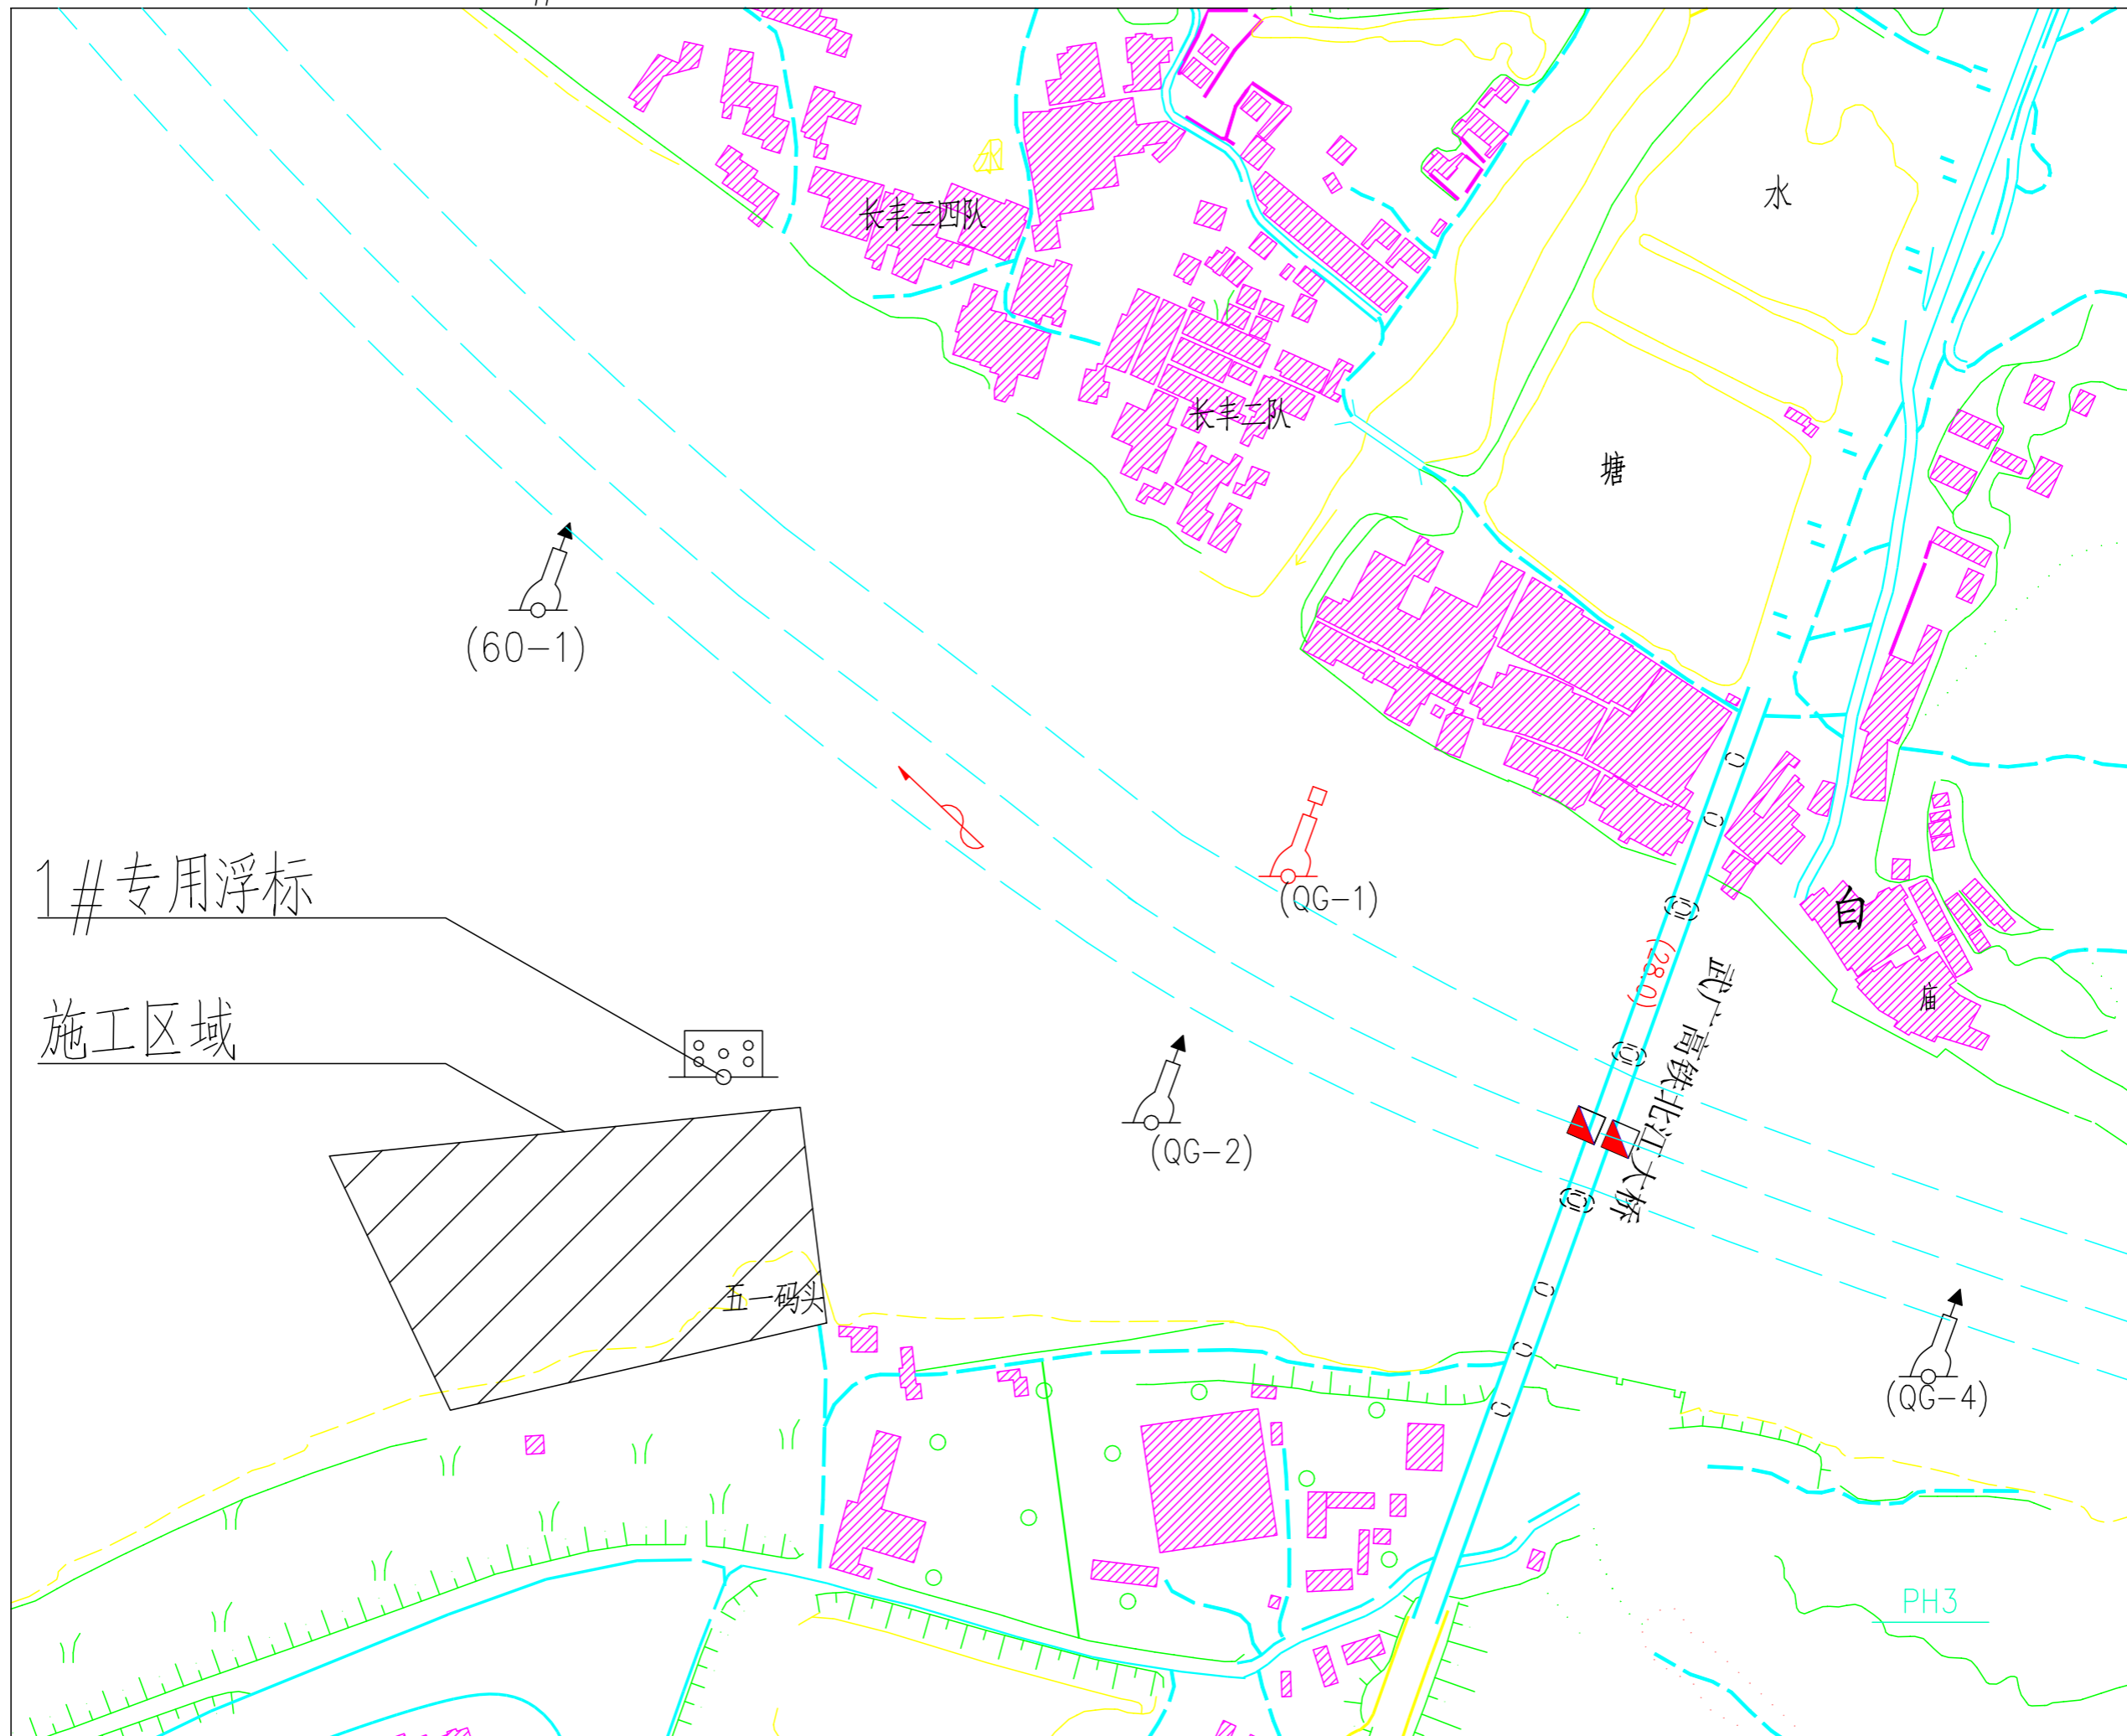 水
长丰三四队
水
长丰二队
塘
(60-1)
1#专用浮标
(QG-1)
白
(280)
武广高铁北江大桥
庙
施工区域
(QG-2)
五一码头
(QG-4)
PH3